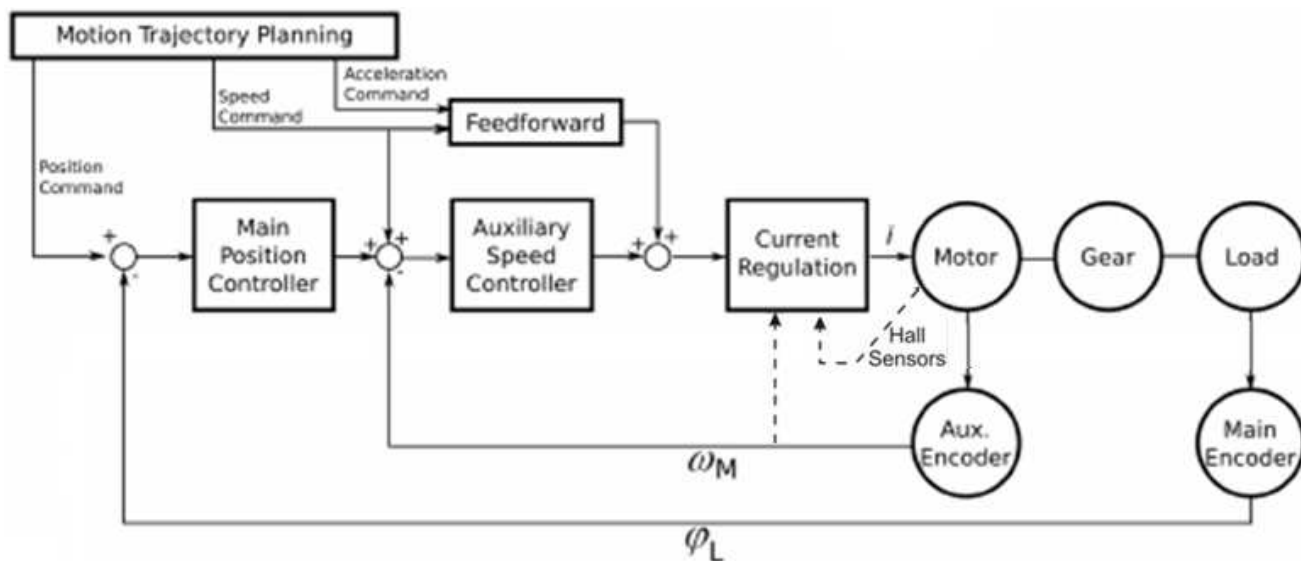 Motion Trajectory Planning
Acceleration
Command
Speed
Command
Feedforward
Position
Command
+
-
Main
Position
Controller
+
+
-
Auxiliary
Speed
Controller
+
+
Current
Regulation
i
Motor
Gear
Load
Hall
Sensors
Aux.
Encoder
Main
Encoder
ωM
φL